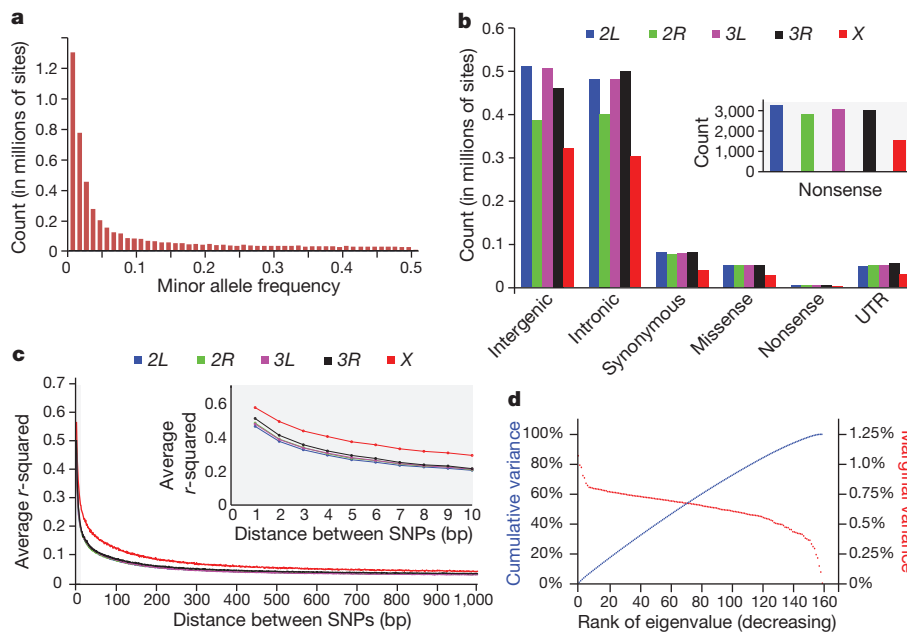 a
Count (in millions of sites)
1.2
1.0
0.8
0.6
0.4
0.2
0
0 0.1 0.2 0.3 0.4 0.5
Minor allele frequency
b
2L 2R 3L 3R X
Count (in millions of sites)
0.6
0.5
0.4
0.3
0.2
0.1
0
Intergenic
Intronic
Synonymous
Missense
Nonsense
UTR
Count
3,000
2,000
1,000
0
Nonsense
c
2L 2R 3L 3R X
Average r-squared
0.7
0.6
0.5
0.4
0.3
0.2
0.1
0
0 100 200 300 400 500 600 700 800 900 1,000
Distance between SNPs (bp)
Average
r-squared
0.6
0.4
0.2
0
0 1 2 3 4 5 6 7 8 9 10
Distance between SNPs (bp)
d
Cumulative variance
100%
80%
60%
40%
20%
0%
1.25%
1.0%
0.75%
0.5%
0.25%
0%
Marginal variance
0 20 40 60 80 100 120 140 160
Rank of eigenvalue (decreasing)